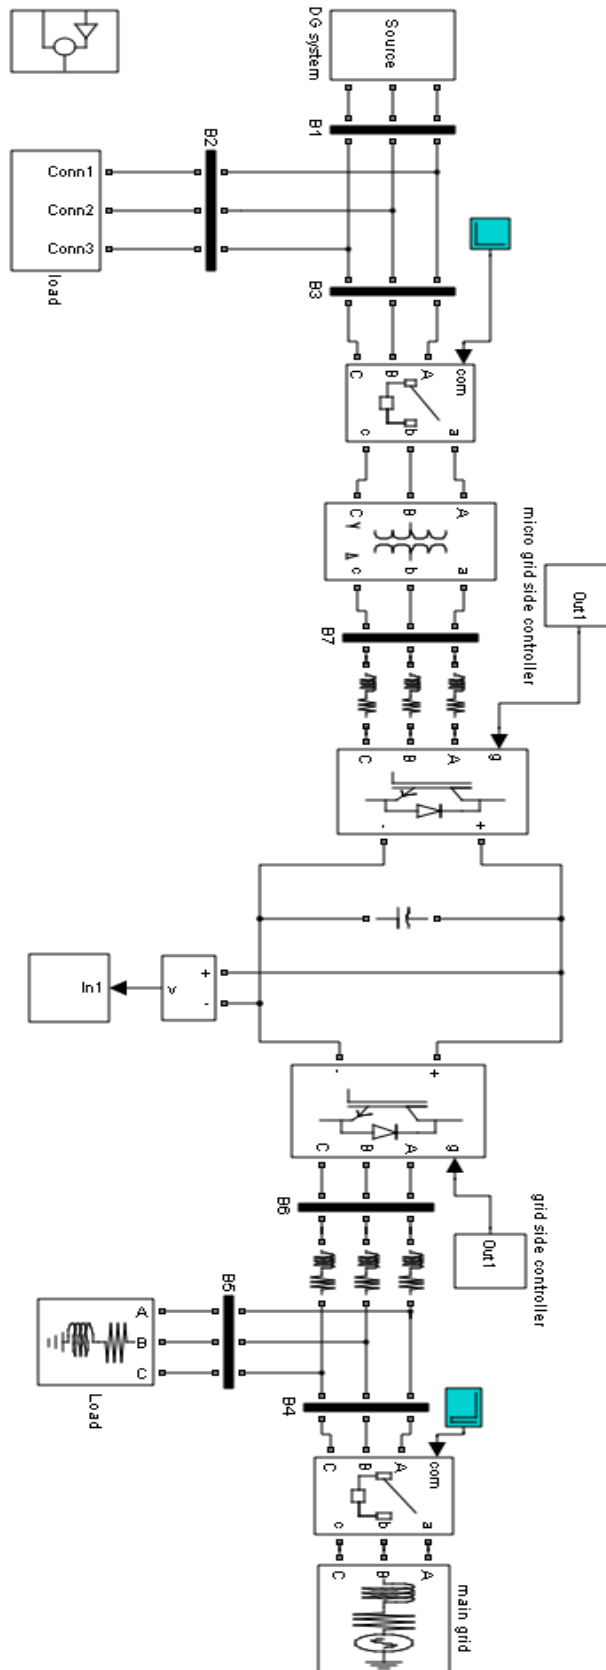 Source
DG system
B1
B2
Conn1
Conn2
Conn3
load
B3
com
A
B
C
a
b
c
A
B
C
a
b
c
micro grid side controller
Out1
B7
g
A
B
C
+
-
+
-
v
In1
+
-
g
A
B
C
grid side controller
Out1
B6
B5
A
B
C
Load
B4
com
A
B
C
a
b
c
A
B
C
main grid